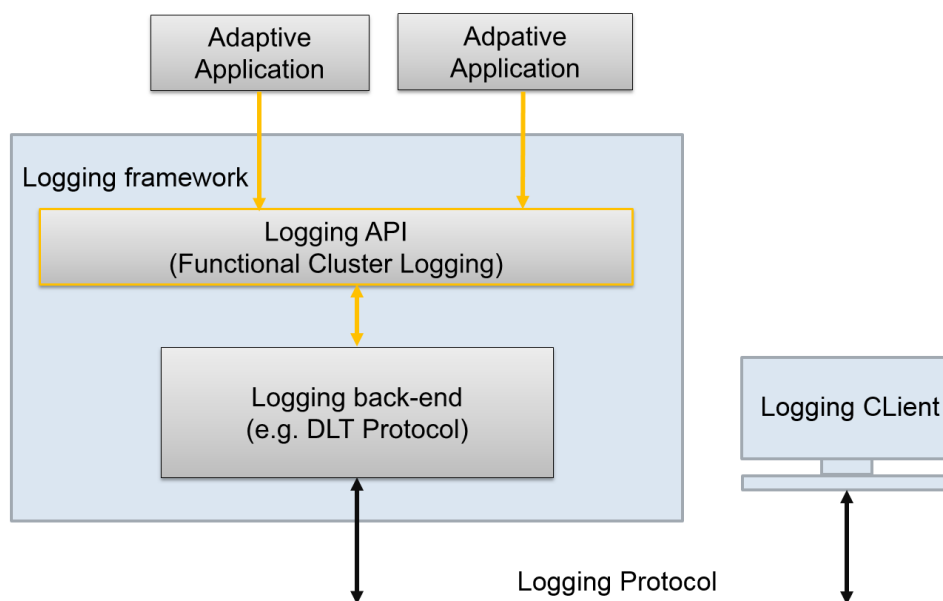 Adaptive
Application
Adpative
Application
Logging framework
Logging API
(Functional Cluster Logging)
Logging back-end
(e.g. DLT Protocol)
Logging CLient
Logging Protocol